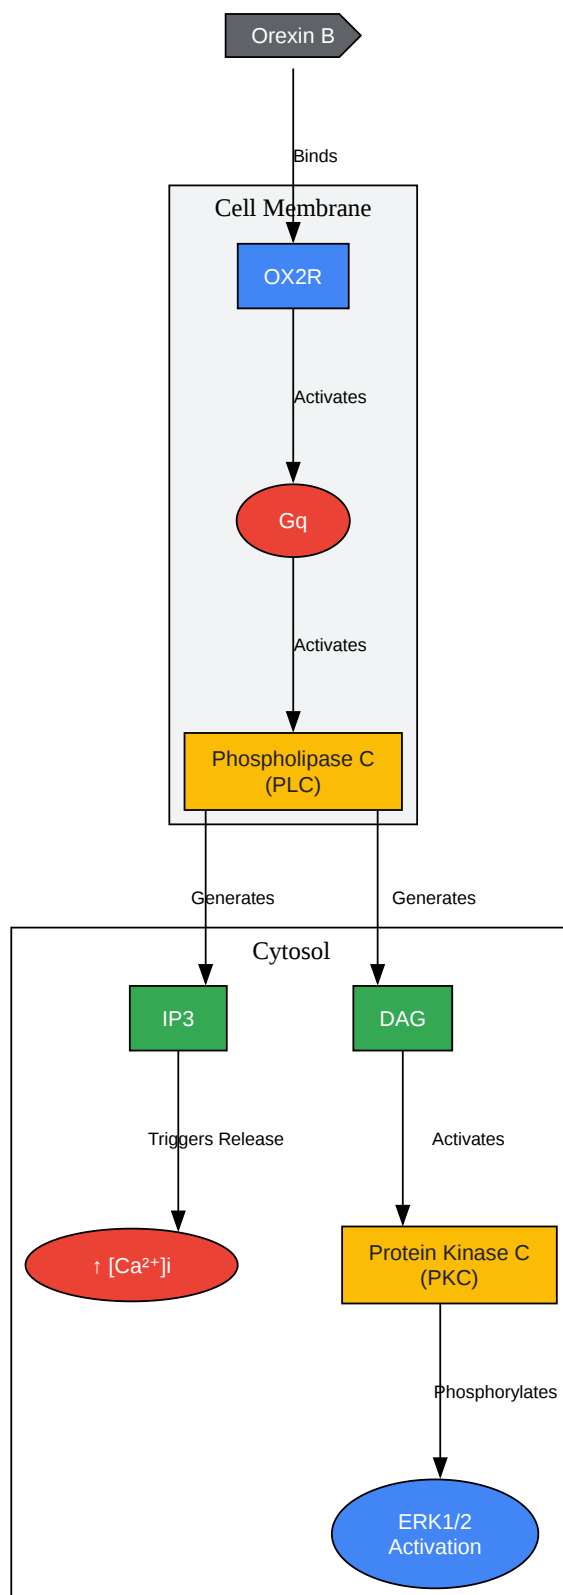 Orexin B
Binds
Cell Membrane
OX2R
Activates
Gq
Activates
Phospholipase C
(PLC)
Generates
Generates
Cytosol
IP3
DAG
Triggers Release
Activates
↑ [Ca²⁺]i
Protein Kinase C
(PKC)
Phosphorylates
ERK1/2
Activation